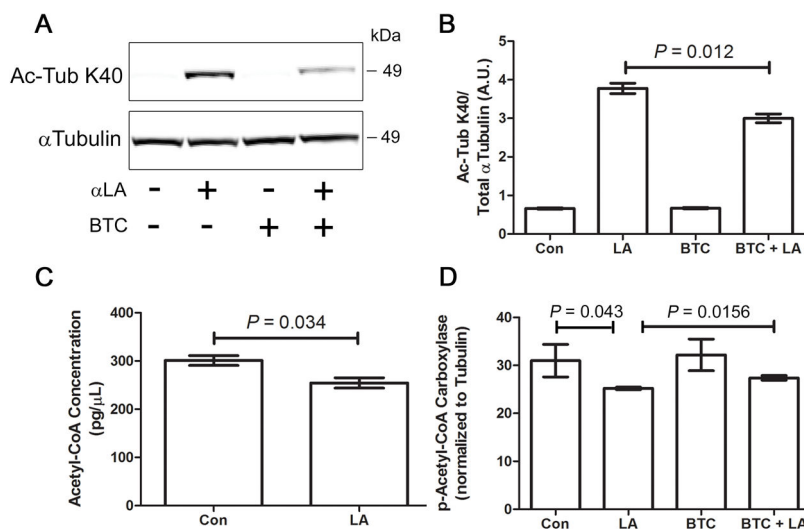 A
kDa
Ac-Tub K40
– 49
αTubulin
– 49
αLA - + - +
BTC - - + +
B
Ac-Tub K40/
Total αTubulin (A.U.)
5
4
3
2
1
0
P = 0.012
Con LA BTC BTC + LA
C
Acetyl-CoA Concentration
(pg/μL)
400
300
200
100
0
P = 0.034
Con LA
D
p-Acetyl-CoA Carboxylase
(normalized to Tubulin)
40
30
20
10
0
P = 0.043
P = 0.0156
Con LA BTC BTC + LA